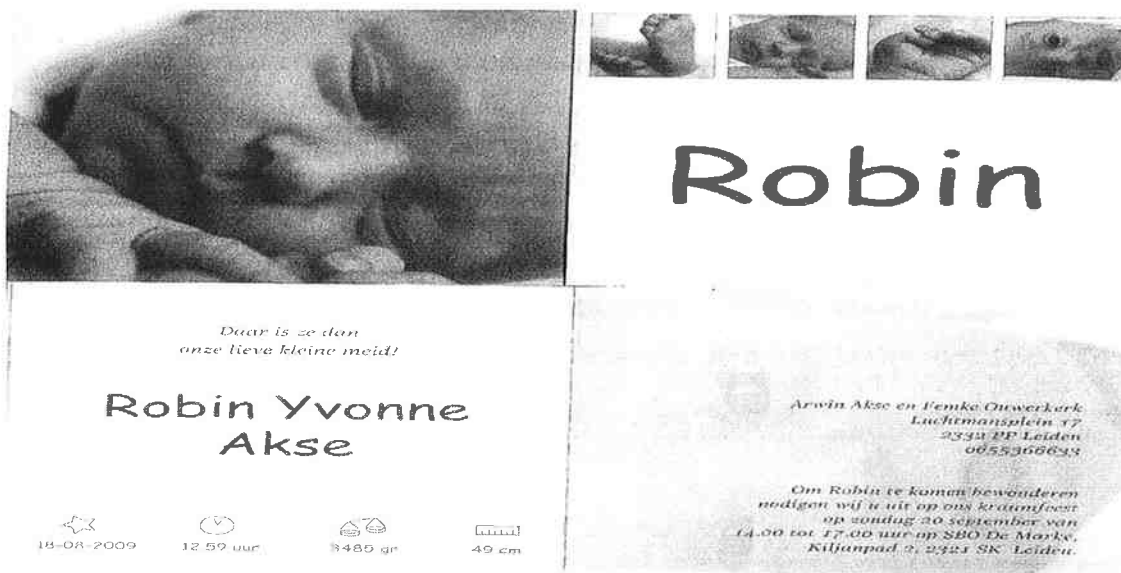 Robin
Daar is ze dan
onze lieve kleine meid!
Robin Yvonne
Akse
18-08-2009
12.59 uur
3485 gr
49 cm
Arwin Akse en Femke Ouwerkerk
Luchtmansplein 17
2332 PP Leiden
0655366633
Om Robin te komen bewonderen
nodigen wij u uit op ons kraamfeest
op zondag 20 september van
14.00 tot 17.00 uur op SBO De Marke,
Kiljanpad 2, 2321 SK Leiden.